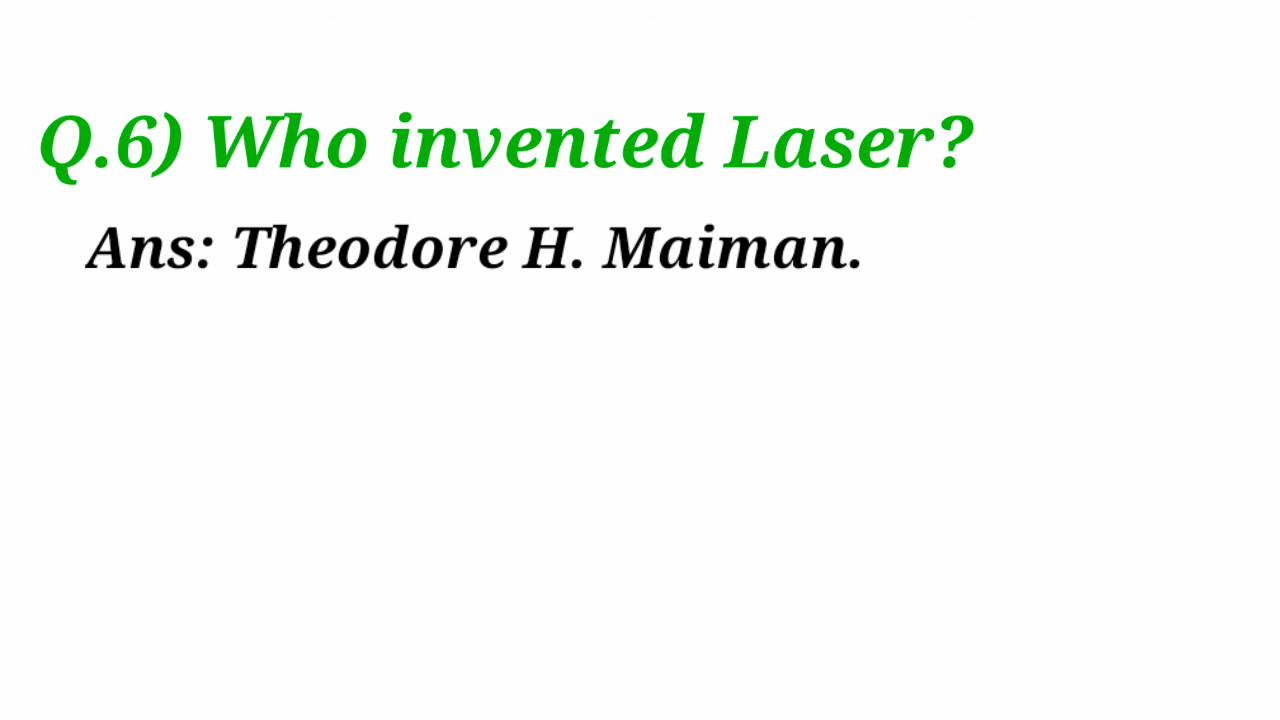 Q.6) Who invented Laser?
Ans: Theodore H. Maiman.